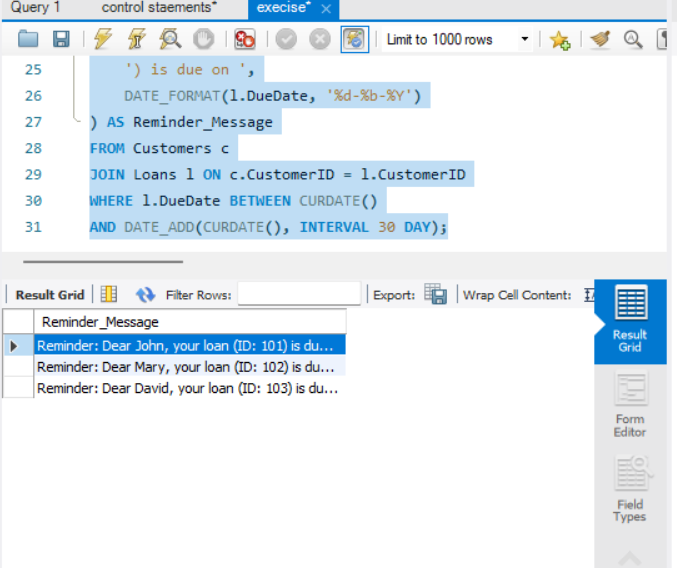 Query 1 control staements* execise* ×
Limit to 1000 rows
25 ') is due on ',
26 DATE_FORMAT(l.DueDate, '%d-%b-%Y')
27 ) AS Reminder_Message
28 FROM Customers c
29 JOIN Loans l ON c.CustomerID = l.CustomerID
30 WHERE l.DueDate BETWEEN CURDATE()
31 AND DATE_ADD(CURDATE(), INTERVAL 30 DAY);
Result Grid Filter Rows: Export: Wrap Cell Content:
Reminder_Message
Reminder: Dear John, your loan (ID: 101) is du...
Reminder: Dear Mary, your loan (ID: 102) is du...
Reminder: Dear David, your loan (ID: 103) is du...
Result
Grid
Form
Editor
Field
Types